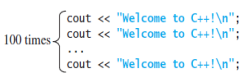 cout << "Welcome to C++!\n";
100 times cout << "Welcome to C++!\n";
...
cout << "Welcome to C++!\n";